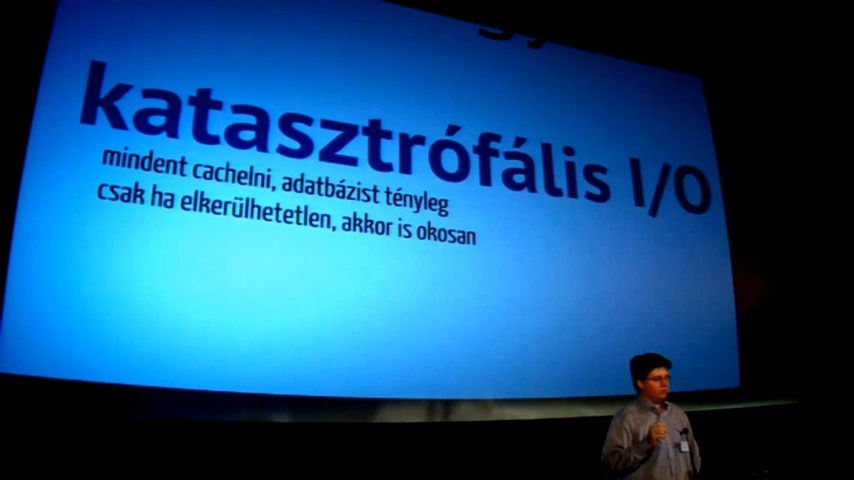 katasztrófális I/O
mindent cachelni, adatbázist tényleg
csak ha elkerülhetetlen, akkor is okosan